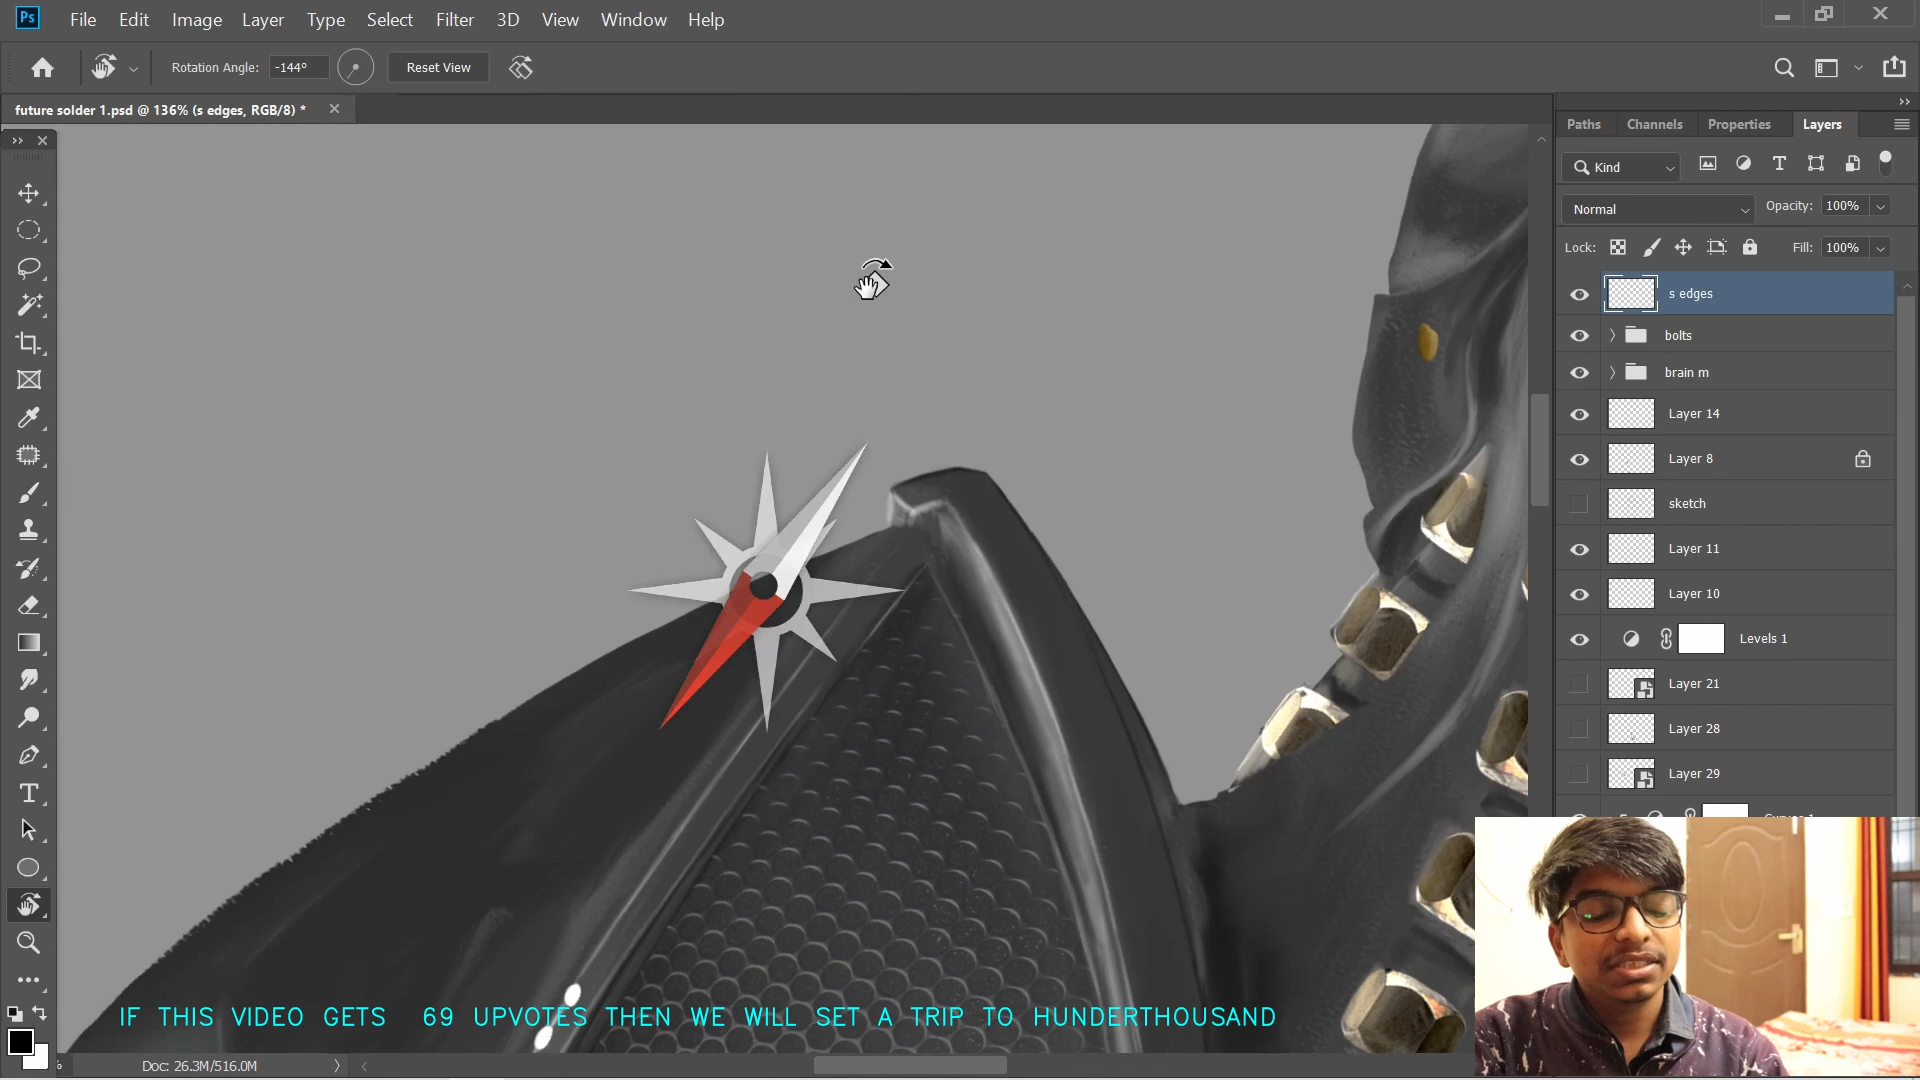 Ps File Edit Image Layer Type Select Filter 3D View Window Help
Rotation Angle: -144° Reset View
future solder 1.psd @ 136% (s edges, RGB/8) *
Paths Channels Properties Layers
Kind
Normal Opacity: 100%
Lock: Fill: 100%
s edges
bolts
brain m
Layer 14
Layer 8
sketch
Layer 11
Layer 10
Levels 1
Layer 21
Layer 28
Layer 29
IF THIS VIDEO GETS 69 UPVOTES THEN WE WILL SET A TRIP TO HUNDERTHOUSAND
% Doc: 26.3M/516.0M